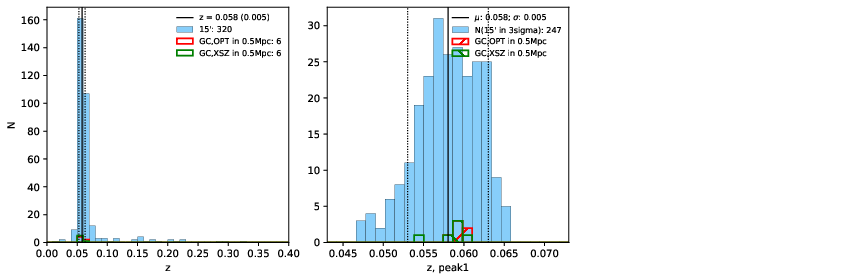 z = 0.058 (0.005)
15': 320
GC,OPT in 0.5Mpc: 6
GC,XSZ in 0.5Mpc: 6
N
160
140
120
100
80
60
40
20
0
0.00 0.05 0.10 0.15 0.20 0.25 0.30 0.35 0.40
z
μ: 0.058; σ: 0.005
N(15' in 3sigma): 247
GC,OPT in 0.5Mpc
GC,XSZ in 0.5Mpc
30
25
20
15
10
5
0
0.045 0.050 0.055 0.060 0.065 0.070
z, peak1